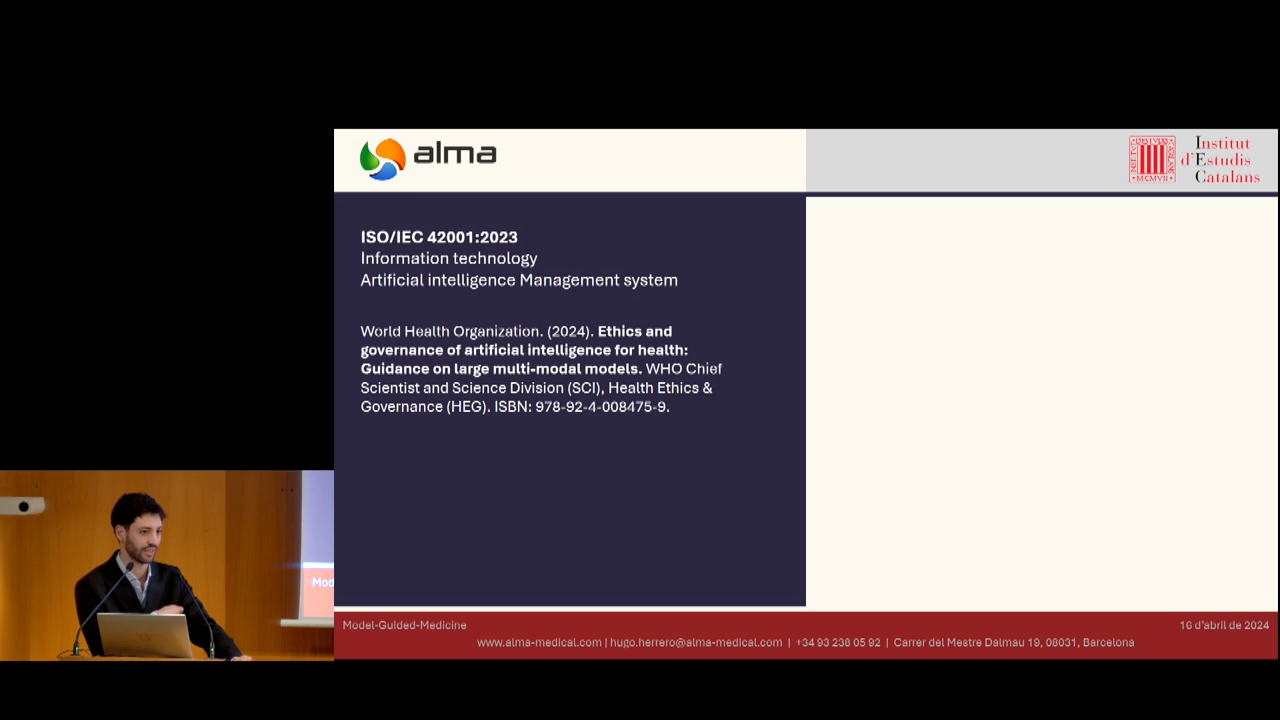 alma
Institut
d'Estudis
Catalans
MCMVII
ISO/IEC 42001:2023
Information technology
Artificial intelligence Management system
World Health Organization. (2024). Ethics and
governance of artificial intelligence for health:
Guidance on large multi-modal models. WHO Chief
Scientist and Science Division (SCI), Health Ethics &
Governance (HEG). ISBN: 978-92-4-008475-9.
Mod
Model-Guided-Medicine
16 d'abril de 2024
www.alma-medical.com | hugo.herrero@alma-medical.com | +34 93 238 05 92 | Carrer del Mestre Dalmau 19, 08031, Barcelona